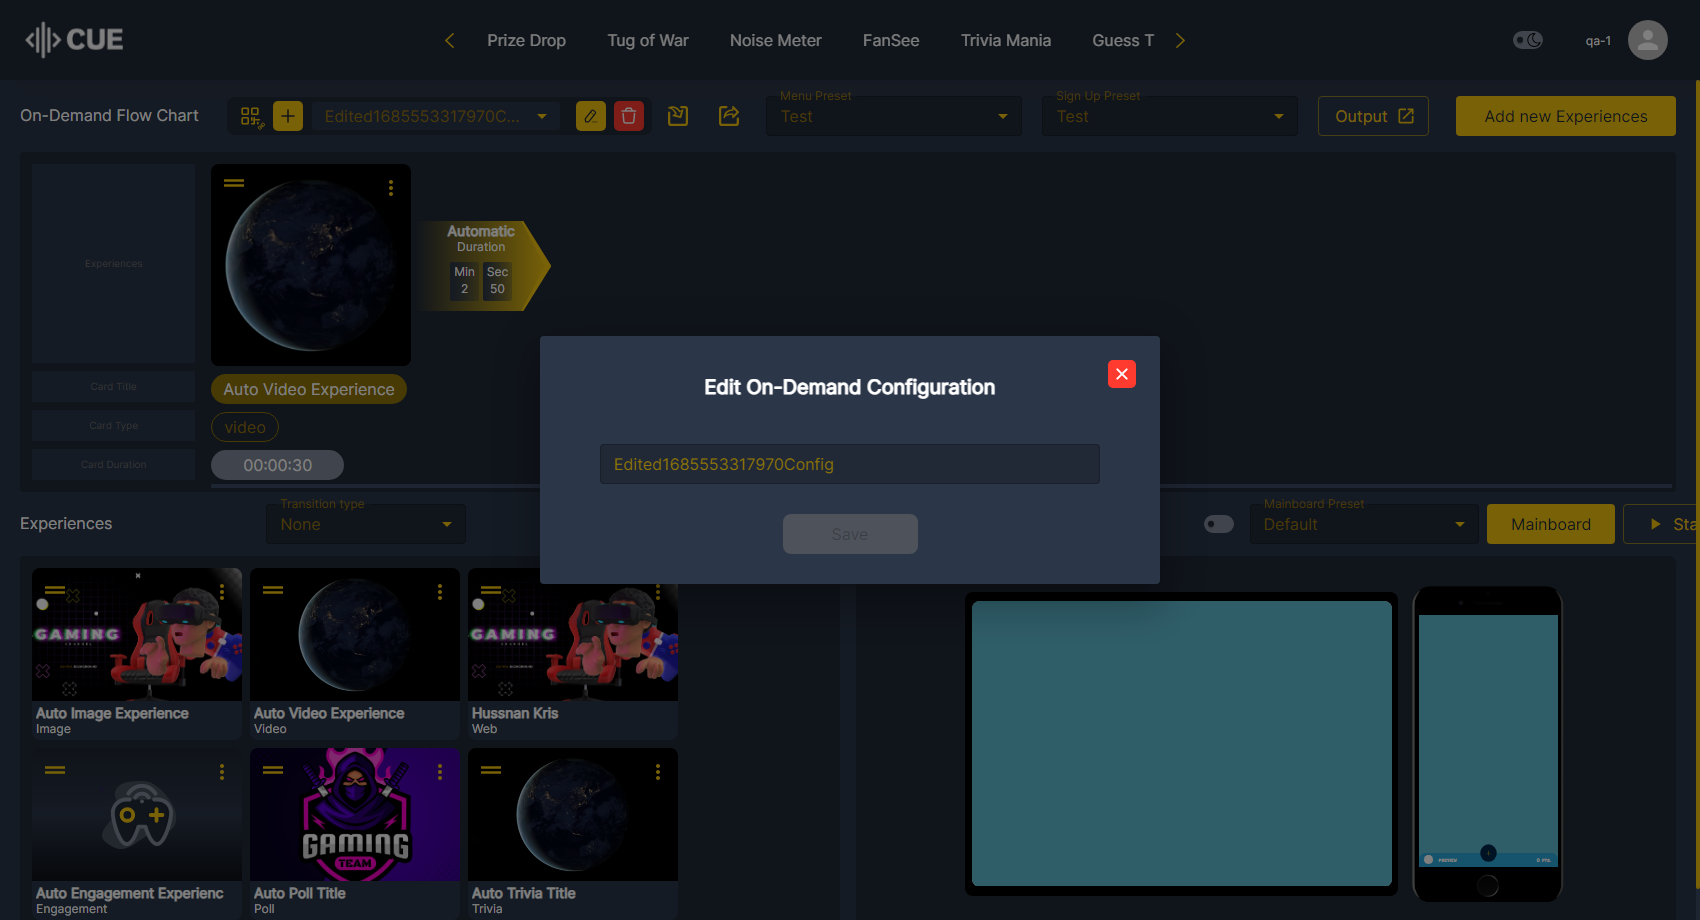 CUE
Prize Drop
Tug of War
Noise Meter
FanSee
Trivia Mania
Guess T
qa-1
On-Demand Flow Chart
Edited1685553317970C...
Menu Preset
Test
Sign Up Preset
Test
Output
Add new Experiences
Experiences
Automatic
Duration
Min
Sec
2
50
Card Title
Auto Video Experience
Card Type
video
Card Duration
00:00:30
Edit On-Demand Configuration
Edited1685553317970Config
Save
Experiences
Transition type
None
Mainboard Preset
Default
Mainboard
Sta
GAMING
Auto Image Experience
Image
Auto Video Experience
Video
GAMING
Hussnan Kris
Web
Auto Engagement Experienc
Engagement
GAMING
TEAM
Auto Poll Title
Poll
Auto Trivia Title
Trivia
PREVIEW
0 PTS.